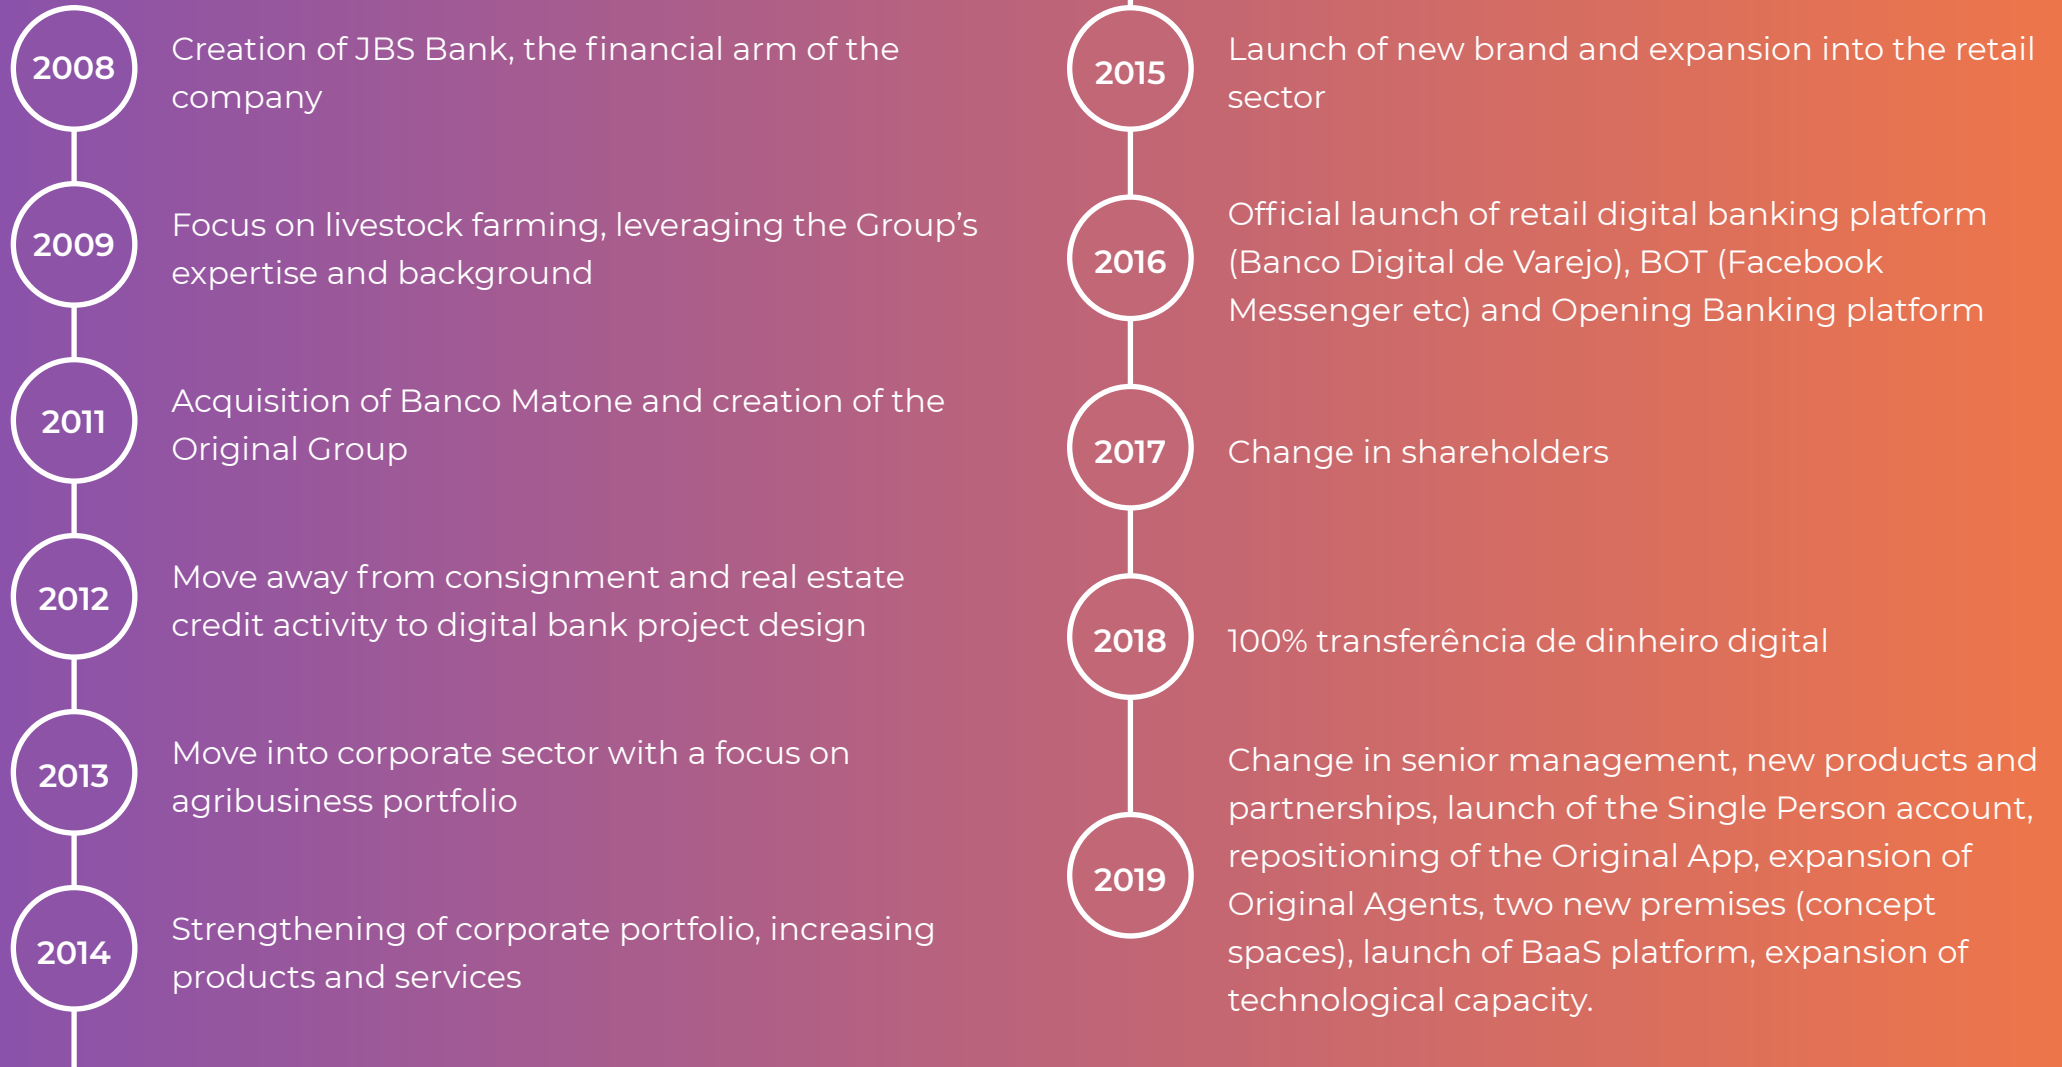 2008
Creation of JBS Bank, the financial arm of the
company
2009
Focus on livestock farming, leveraging the Group’s
expertise and background
2011
Acquisition of Banco Matone and creation of the
Original Group
2012
Move away from consignment and real estate
credit activity to digital bank project design
2013
Move into corporate sector with a focus on
agribusiness portfolio
2014
Strengthening of corporate portfolio, increasing
products and services
2015
Launch of new brand and expansion into the retail
sector
2016
Official launch of retail digital banking platform
(Banco Digital de Varejo), BOT (Facebook
Messenger etc) and Opening Banking platform
2017
Change in shareholders
2018
100% transferência de dinheiro digital
2019
Change in senior management, new products and
partnerships, launch of the Single Person account,
repositioning of the Original App, expansion of
Original Agents, two new premises (concept
spaces), launch of BaaS platform, expansion of
technological capacity.